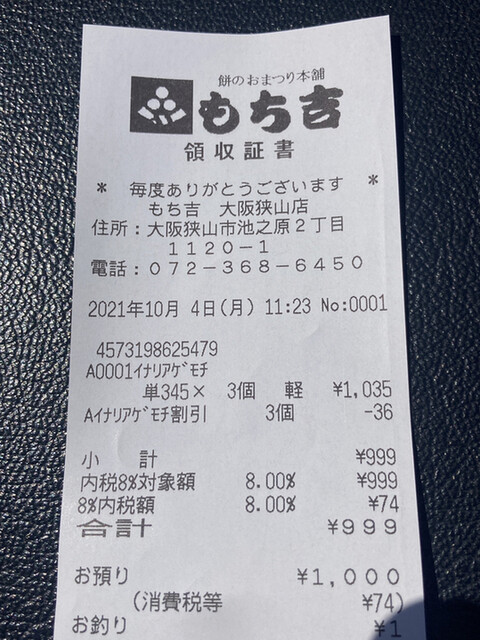 餅のおまつり本舗
もち吉
領収証書
* 毎度ありがとうございます *
もち吉 大阪狭山店
住所：大阪狭山市池之原２丁目
１１２０－１
電話：０７２－３６８－６４５０
2021年10月 4日(月) 11:23 No:0001
4573198625479
A0001ｲﾅﾘｱｹﾞﾓﾁ
単345× 3個 軽 ¥1,035
Aｲﾅﾘｱｹﾞﾓﾁ割引 3個 -36
小 計 ¥999
内税8%対象額 8.00% ¥999
8%内税額 8.00% ¥74
合計 ¥999
お預り ¥1,000
(消費税等 ¥74)
お釣り ¥1